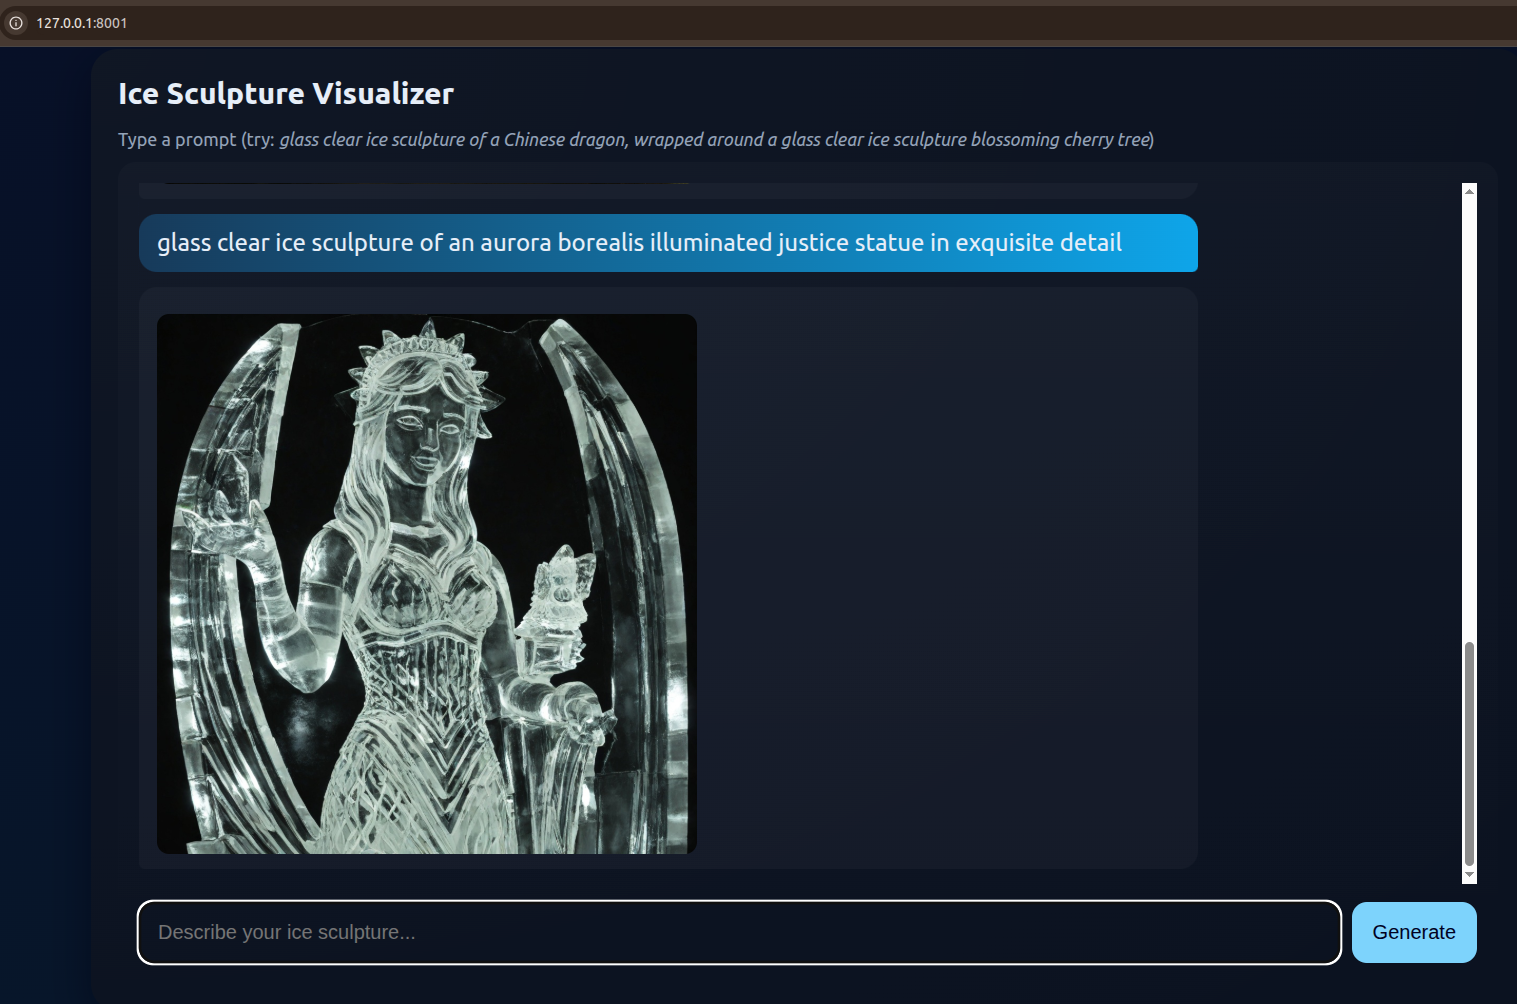 127.0.0.1:8001
Ice Sculpture Visualizer
Type a prompt (try: glass clear ice sculpture of a Chinese dragon, wrapped around a glass clear ice sculpture blossoming cherry tree)
glass clear ice sculpture of an aurora borealis illuminated justice statue in exquisite detail
Describe your ice sculpture...
Generate